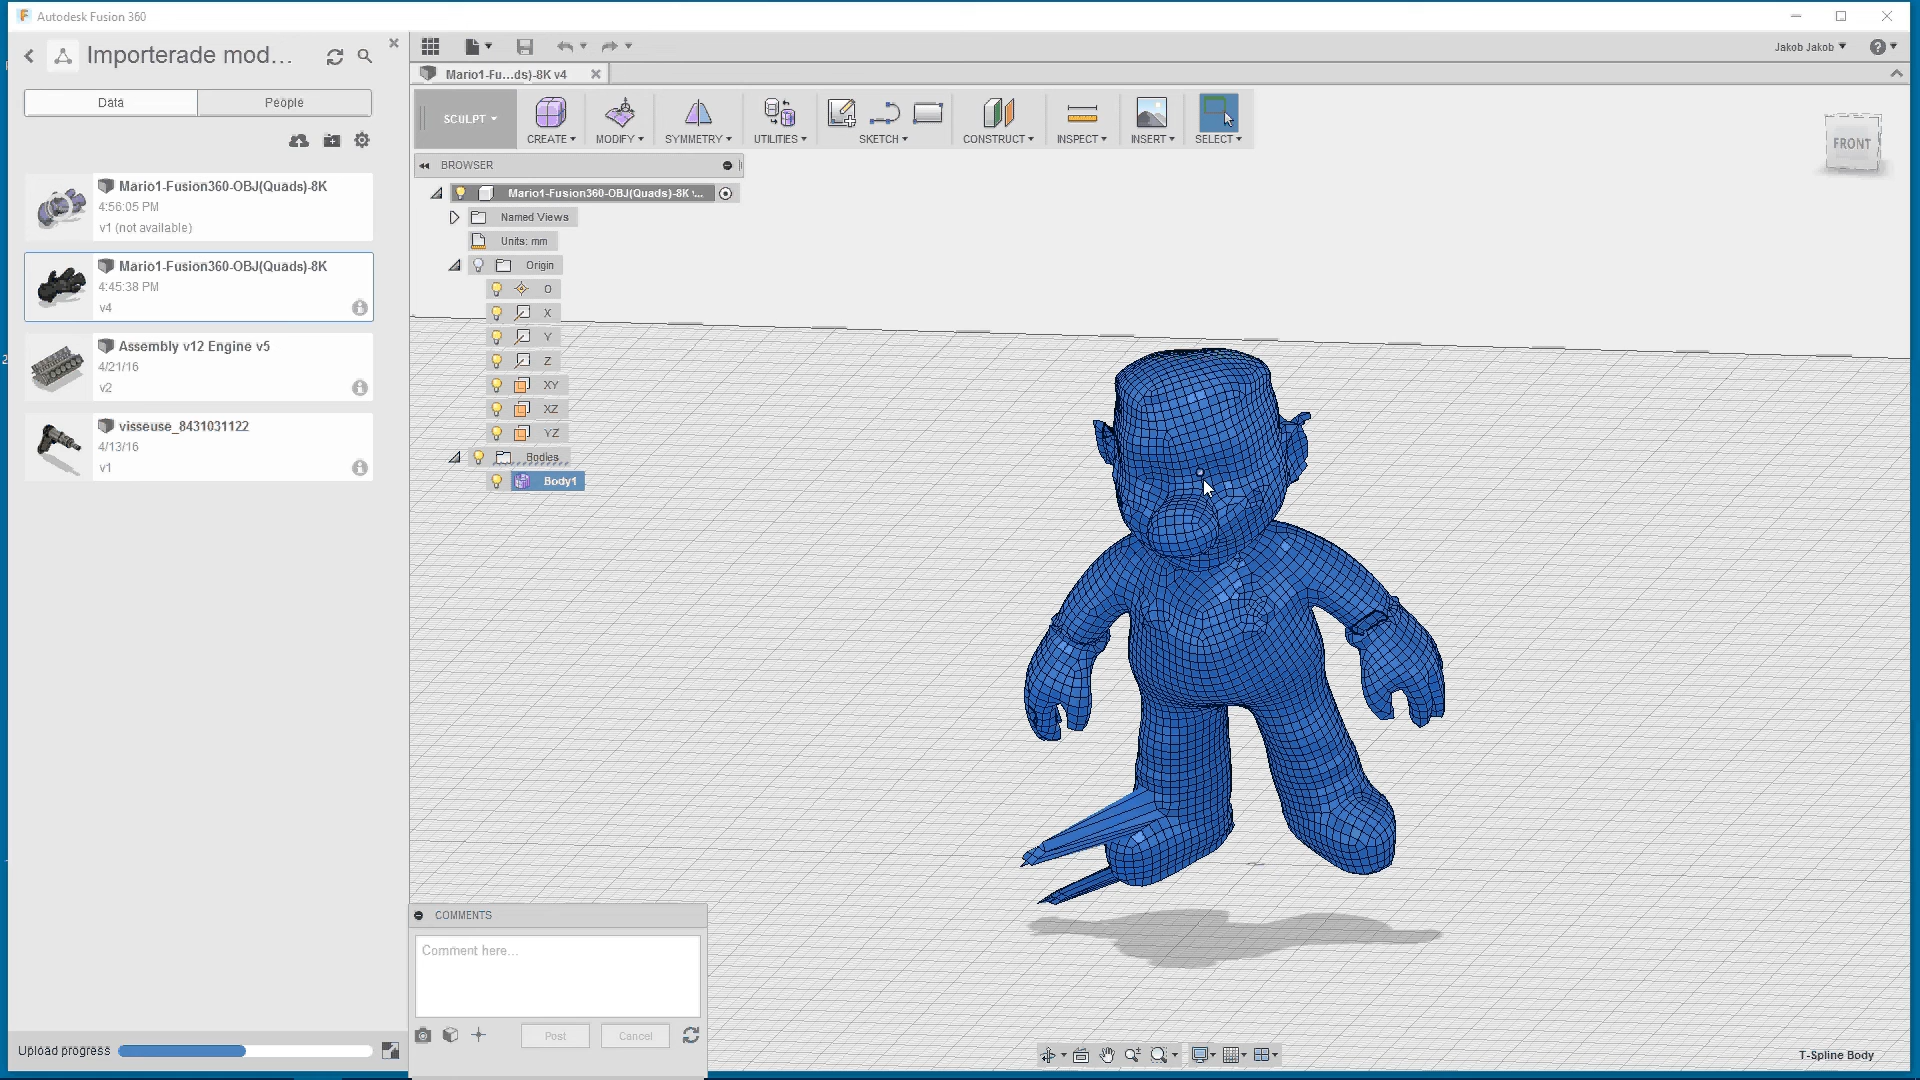 Autodesk Fusion 360
Importerade mod...
Data
People
Mario1-Fusion360-OBJ(Quads)-8K
4:56:05 PM
v1 (not available)
Mario1-Fusion360-OBJ(Quads)-8K
4:45:38 PM
v4
Assembly v12 Engine v5
4/21/16
v2
visseuse_8431031122
4/13/16
v1
Upload progress
Jakob Jakob
Mario1-Fu...ds)-8K v4
SCULPT
CREATE
MODIFY
SYMMETRY
UTILITIES
SKETCH
CONSTRUCT
INSPECT
INSERT
SELECT
BROWSER
Mario1-Fusion360-OBJ(Quads)-8K ...
Named Views
Units: mm
Origin
O
X
Y
Z
XY
XZ
YZ
Bodies
Body1
FRONT
COMMENTS
Comment here...
Post
Cancel
T-Spline Body